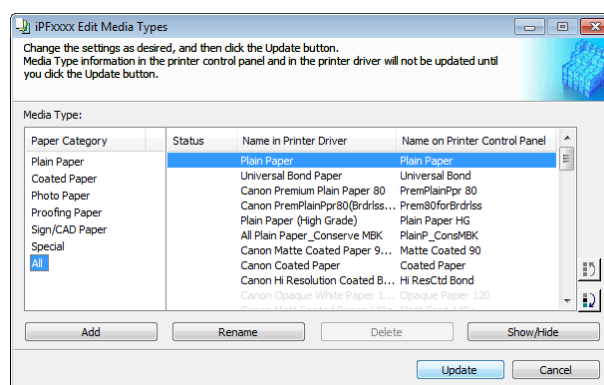 iPFxxxx Edit Media Types
Change the settings as desired, and then click the Update button.
Media Type information in the printer control panel and in the printer driver will not be updated until
you click the Update button.
Media Type:
Paper Category Status Name in Printer Driver Name on Printer Control Panel
Plain Paper Plain Paper Plain Paper
Coated Paper Universal Bond Paper Universal Bond
Photo Paper Canon Premium Plain Paper 80 PremPlainPpr 80
Proofing Paper Canon PremPlainPpr80(Brdrlss... Prem80forBrdrlss
Sign/CAD Paper Plain Paper (High Grade) Plain Paper HG
Special All Plain Paper_Conserve MBK PlainP_ConsMBK
All Canon Matte Coated Paper 9... Matte Coated 90
Canon Coated Paper Coated Paper
Canon Hi Resolution Coated B... Hi ResCtd Bond
Canon Opaque White Paper 1... Opaque Paper 120
Add Rename Delete Show/Hide
Update Cancel